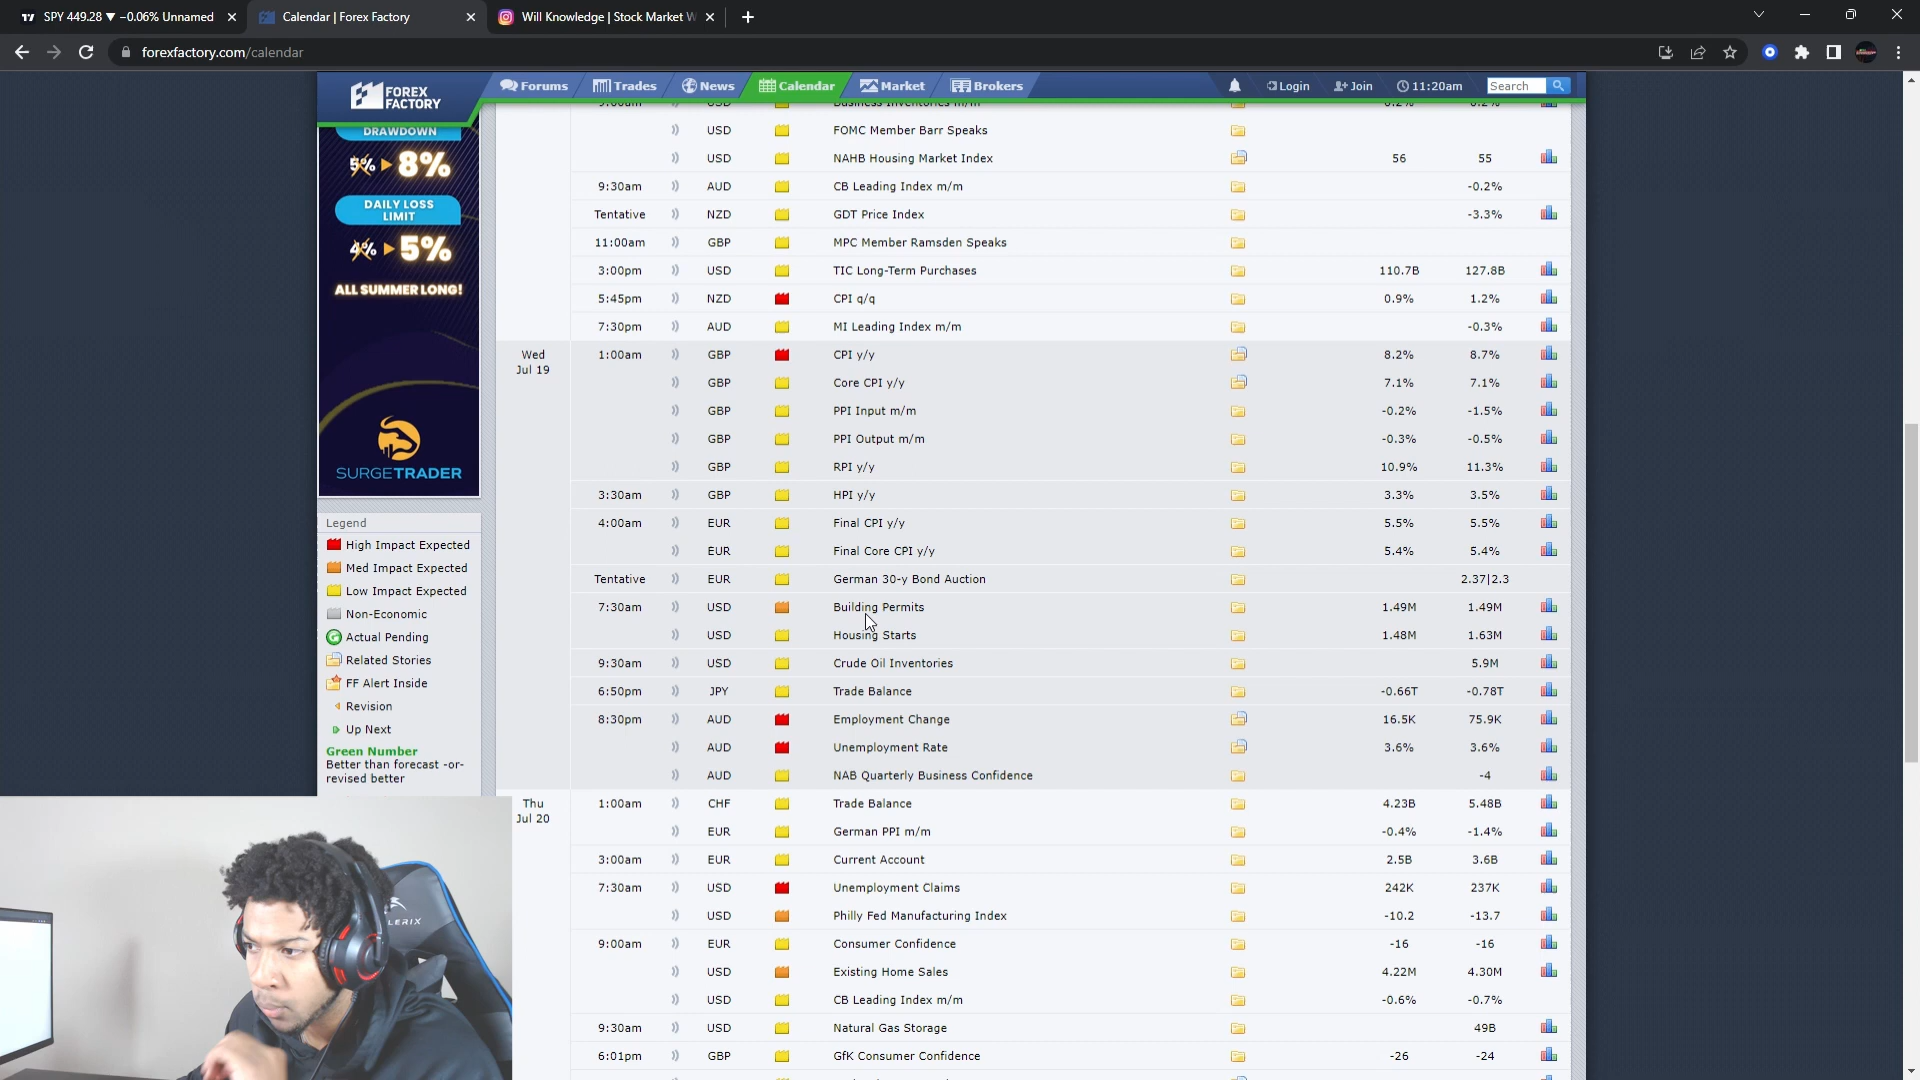 SPY 449.28 ▼ −0.06% Unnamed
Calendar | Forex Factory
Will Knowledge | Stock Market W
forexfactory.com/calendar
FOREX FACTORY
Forums Trades News Calendar Market Brokers
Login Join 11:20am Search
DRAWDOWN
5% ▶ 8%
DAILY LOSS
LIMIT
4% ▶ 5%
ALL SUMMER LONG!
SURGETRADER
Legend
High Impact Expected
Med Impact Expected
Low Impact Expected
Non-Economic
Actual Pending
Related Stories
FF Alert Inside
Revision
Up Next
Green Number
Better than forecast -or-
revised better
9:00am USD Business Inventories m/m 0.2% 0.2%
USD FOMC Member Barr Speaks
USD NAHB Housing Market Index 56 55
9:30am AUD CB Leading Index m/m -0.2%
Tentative NZD GDT Price Index -3.3%
11:00am GBP MPC Member Ramsden Speaks
3:00pm USD TIC Long-Term Purchases 110.7B 127.8B
5:45pm NZD CPI q/q 0.9% 1.2%
7:30pm AUD MI Leading Index m/m -0.3%
Wed Jul 19 1:00am GBP CPI y/y 8.2% 8.7%
GBP Core CPI y/y 7.1% 7.1%
GBP PPI Input m/m -0.2% -1.5%
GBP PPI Output m/m -0.3% -0.5%
GBP RPI y/y 10.9% 11.3%
3:30am GBP HPI y/y 3.3% 3.5%
4:00am EUR Final CPI y/y 5.5% 5.5%
EUR Final Core CPI y/y 5.4% 5.4%
Tentative EUR German 30-y Bond Auction 2.37|2.3
7:30am USD Building Permits 1.49M 1.49M
USD Housing Starts 1.48M 1.63M
9:30am USD Crude Oil Inventories 5.9M
6:50pm JPY Trade Balance -0.66T -0.78T
8:30pm AUD Employment Change 16.5K 75.9K
AUD Unemployment Rate 3.6% 3.6%
AUD NAB Quarterly Business Confidence -4
Thu Jul 20 1:00am CHF Trade Balance 4.23B 5.48B
EUR German PPI m/m -0.4% -1.4%
3:00am EUR Current Account 2.5B 3.6B
7:30am USD Unemployment Claims 242K 237K
USD Philly Fed Manufacturing Index -10.2 -13.7
9:00am EUR Consumer Confidence -16 -16
USD Existing Home Sales 4.22M 4.30M
USD CB Leading Index m/m -0.6% -0.7%
9:30am USD Natural Gas Storage 49B
6:01pm GBP GfK Consumer Confidence -26 -24